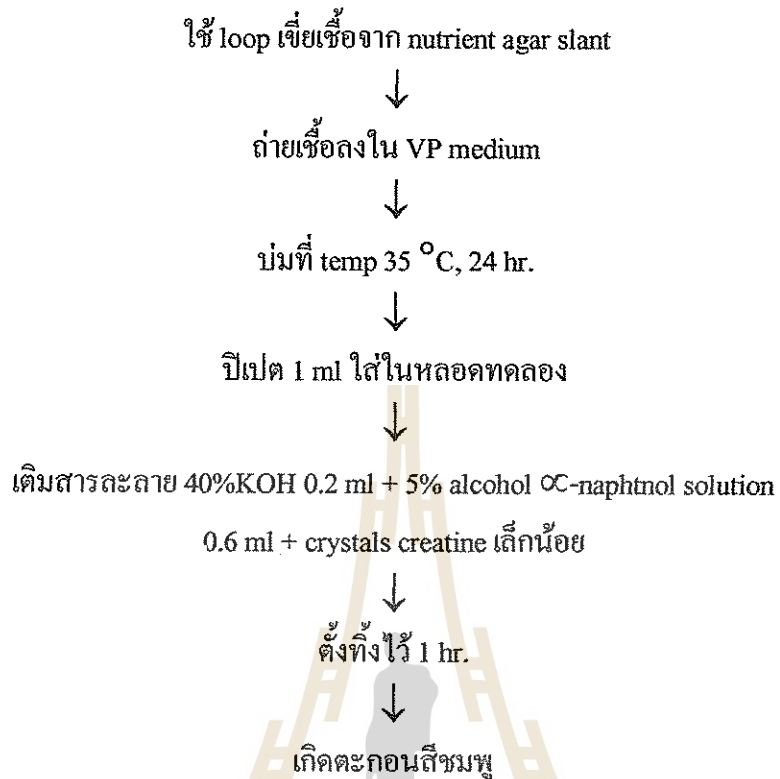 ใช้ loop เขี่ยเชื้อจาก nutrient agar slant
↓
ถ่ายเชื้อลงใน VP medium
↓
บ่มที่ temp 35 °C, 24 hr.
↓
ปิเปต 1 ml ใส่ในหลอดทดลอง
↓
เติมสารละลาย 40%KOH 0.2 ml + 5% alcohol ∝-naphtnol solution
0.6 ml + crystals creatine เล็กน้อย
↓
ตั้งทิ้งไว้ 1 hr.
↓
เกิดตะกอนสีชมพู